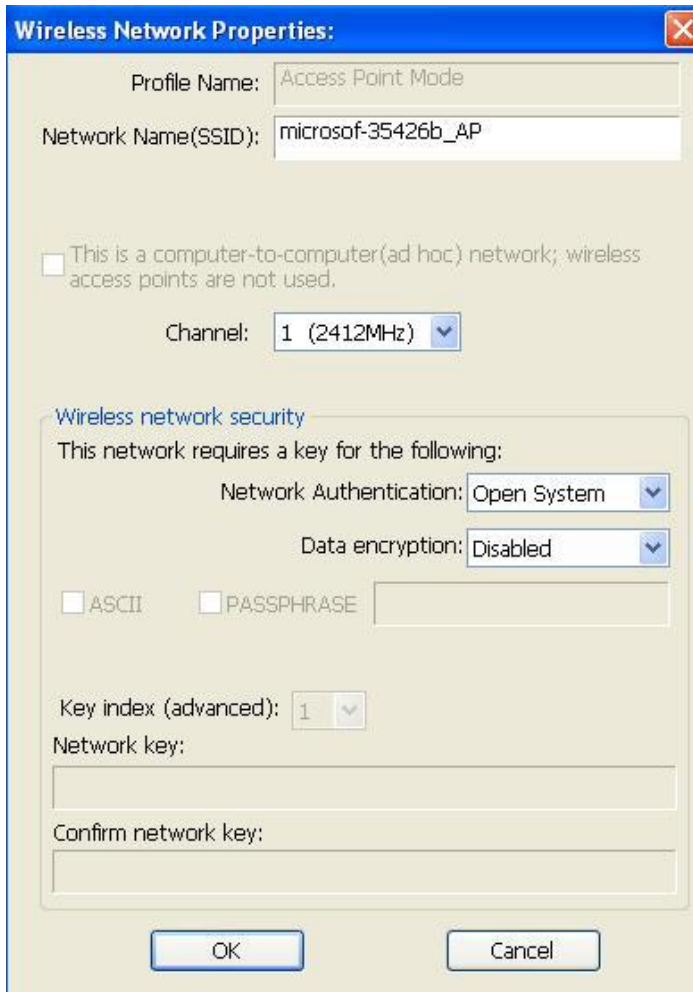 Wireless Network Properties:
Profile Name: Access Point Mode
Network Name(SSID): microsof-35426b_AP
This is a computer-to-computer(ad hoc) network; wireless
access points are not used.
Channel: 1 (2412MHz)
Wireless network security
This network requires a key for the following:
Network Authentication: Open System
Data encryption: Disabled
ASCII PASSPHRASE
Key index (advanced): 1
Network key:
Confirm network key:
OK Cancel